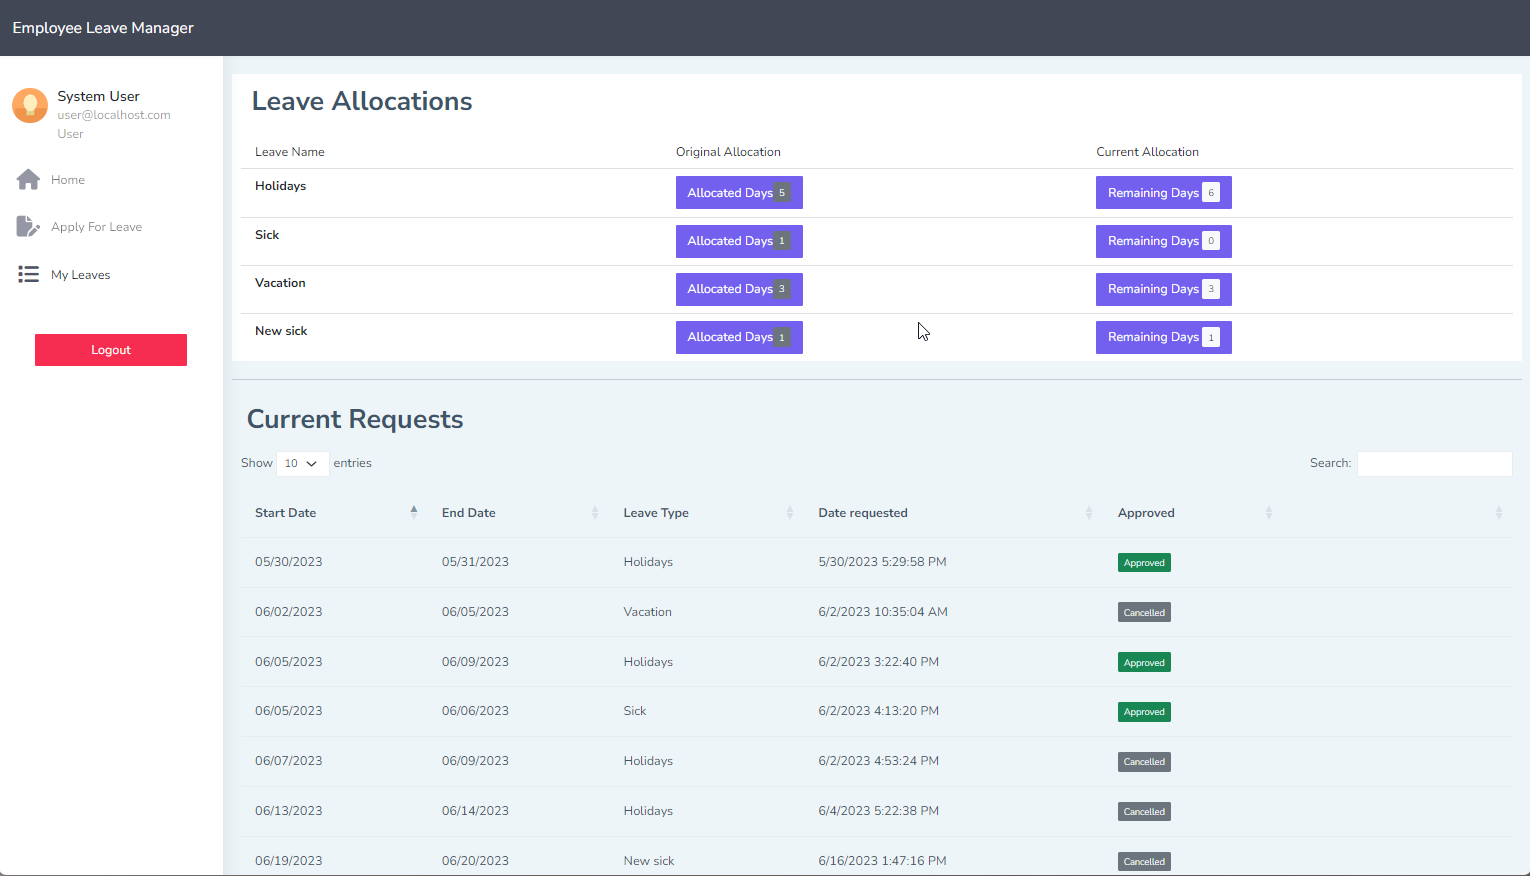 Employee Leave Manager
System User
user@localhost.com
User
Home
Apply For Leave
My Leaves
Logout
Leave Allocations
Leave Name Original Allocation Current Allocation
Holidays Allocated Days 5 Remaining Days 6
Sick Allocated Days 1 Remaining Days 0
Vacation Allocated Days 3 Remaining Days 3
New sick Allocated Days 1 Remaining Days 1
Current Requests
Show 10 entries Search:
Start Date End Date Leave Type Date requested Approved
05/30/2023 05/31/2023 Holidays 5/30/2023 5:29:58 PM Approved
06/02/2023 06/05/2023 Vacation 6/2/2023 10:35:04 AM Cancelled
06/05/2023 06/09/2023 Holidays 6/2/2023 3:22:40 PM Approved
06/05/2023 06/06/2023 Sick 6/2/2023 4:13:20 PM Approved
06/07/2023 06/09/2023 Holidays 6/2/2023 4:53:24 PM Cancelled
06/13/2023 06/14/2023 Holidays 6/4/2023 5:22:38 PM Cancelled
06/19/2023 06/20/2023 New sick 6/16/2023 1:47:16 PM Cancelled